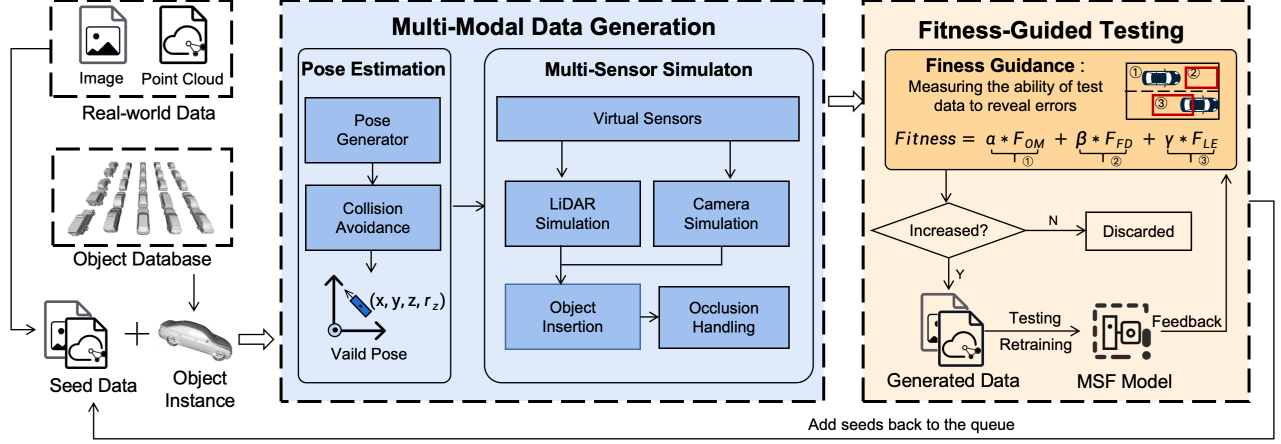 Image
Point Cloud
Real-world Data
Object Database
Seed Data
Object
Instance
Multi-Modal Data Generation
Pose Estimation
Pose
Generator
Collision
Avoidance
(x, y, z, r_z)
Vaild Pose
Multi-Sensor Simulaton
Virtual Sensors
LiDAR
Simulation
Camera
Simulation
Object
Insertion
Occlusion
Handling
Fitness-Guided Testing
Finess Guidance :
Measuring the ability of test
data to reveal errors
① ②
③
Fitness = α * F_OM + β * F_FD + γ * F_LE
① ② ③
Increased?
N
Discarded
Y
Generated Data
Testing
Retraining
MSF Model
Feedback
Add seeds back to the queue